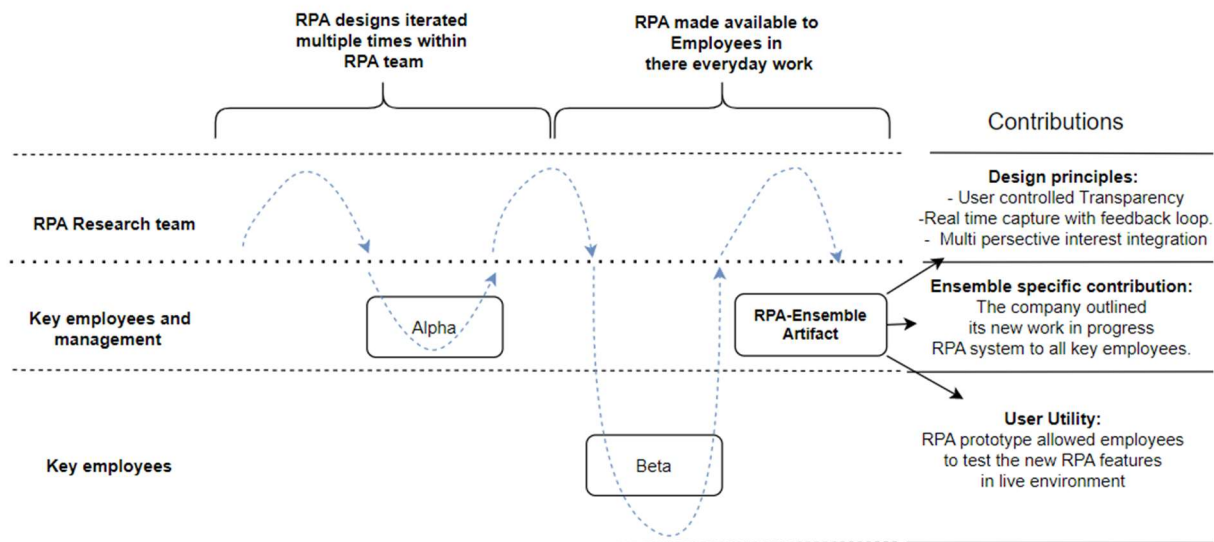 RPA designs iterated
multiple times within
RPA team
RPA made available to
Employees in
there everyday work
Contributions
RPA Research team
Design principles:
- User controlled Transparency
-Real time capture with feedback loop.
- Multi persective interest integration
Key employees and
management
Alpha
RPA-Ensemble
Artifact
Ensemble specific contribution:
The company outlined
its new work in progress
RPA system to all key employees.
Key employees
Beta
User Utility:
RPA prototype allowed employees
to test the new RPA features
in live environment